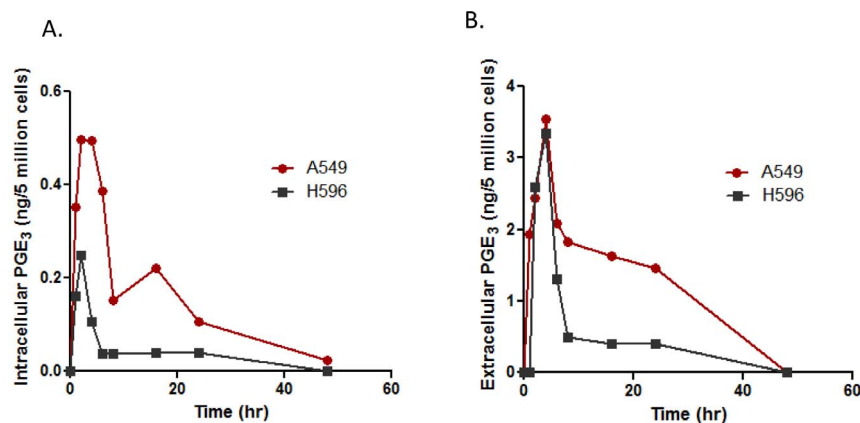 A.
Intracellular PGE₃ (ng/5 million cells)
0.6
0.4
0.2
0.0
0
20
40
60
Time (hr)
A549
H596
B.
Extracellular PGE₃ (ng/5 million cells)
4
3
2
1
0
0
20
40
60
Time (hr)
A549
H596